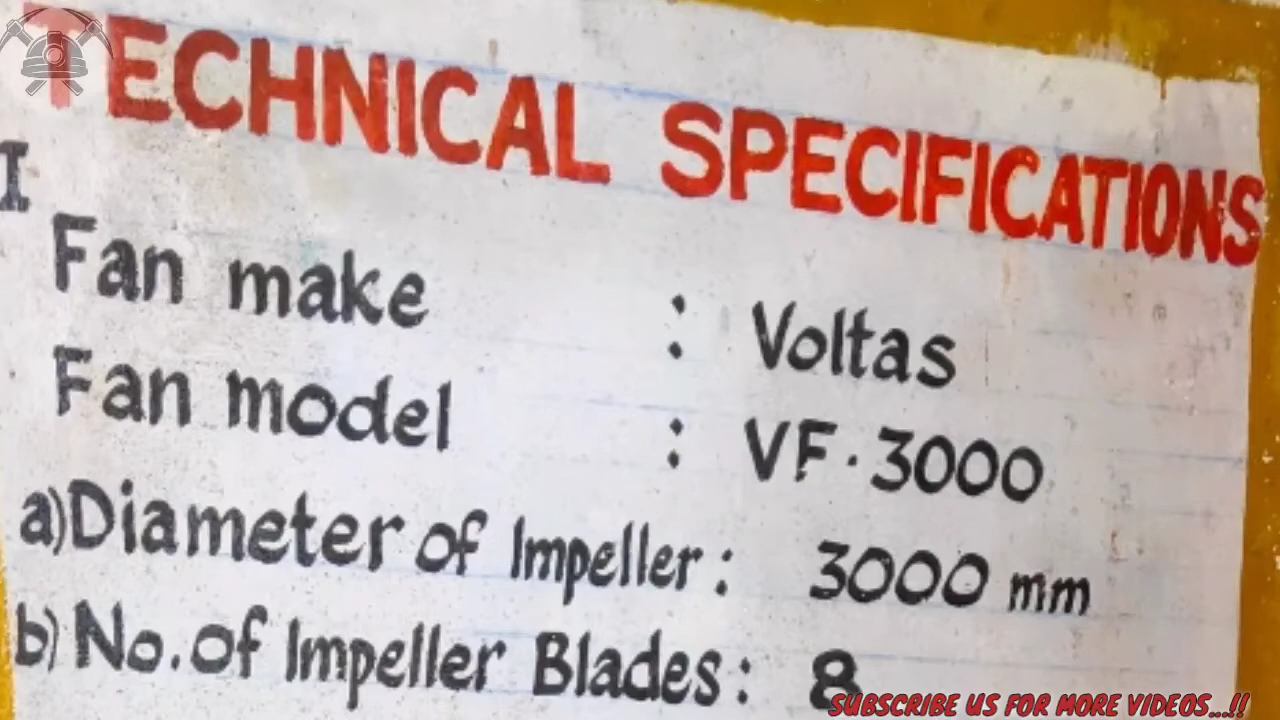 TECHNICAL SPECIFICATIONS
I
Fan make : Voltas
Fan model : VF.3000
a) Diameter of Impeller : 3000 mm
b) No. of Impeller Blades : 8
SUBSCRIBE US FOR MORE VIDEOS...!!